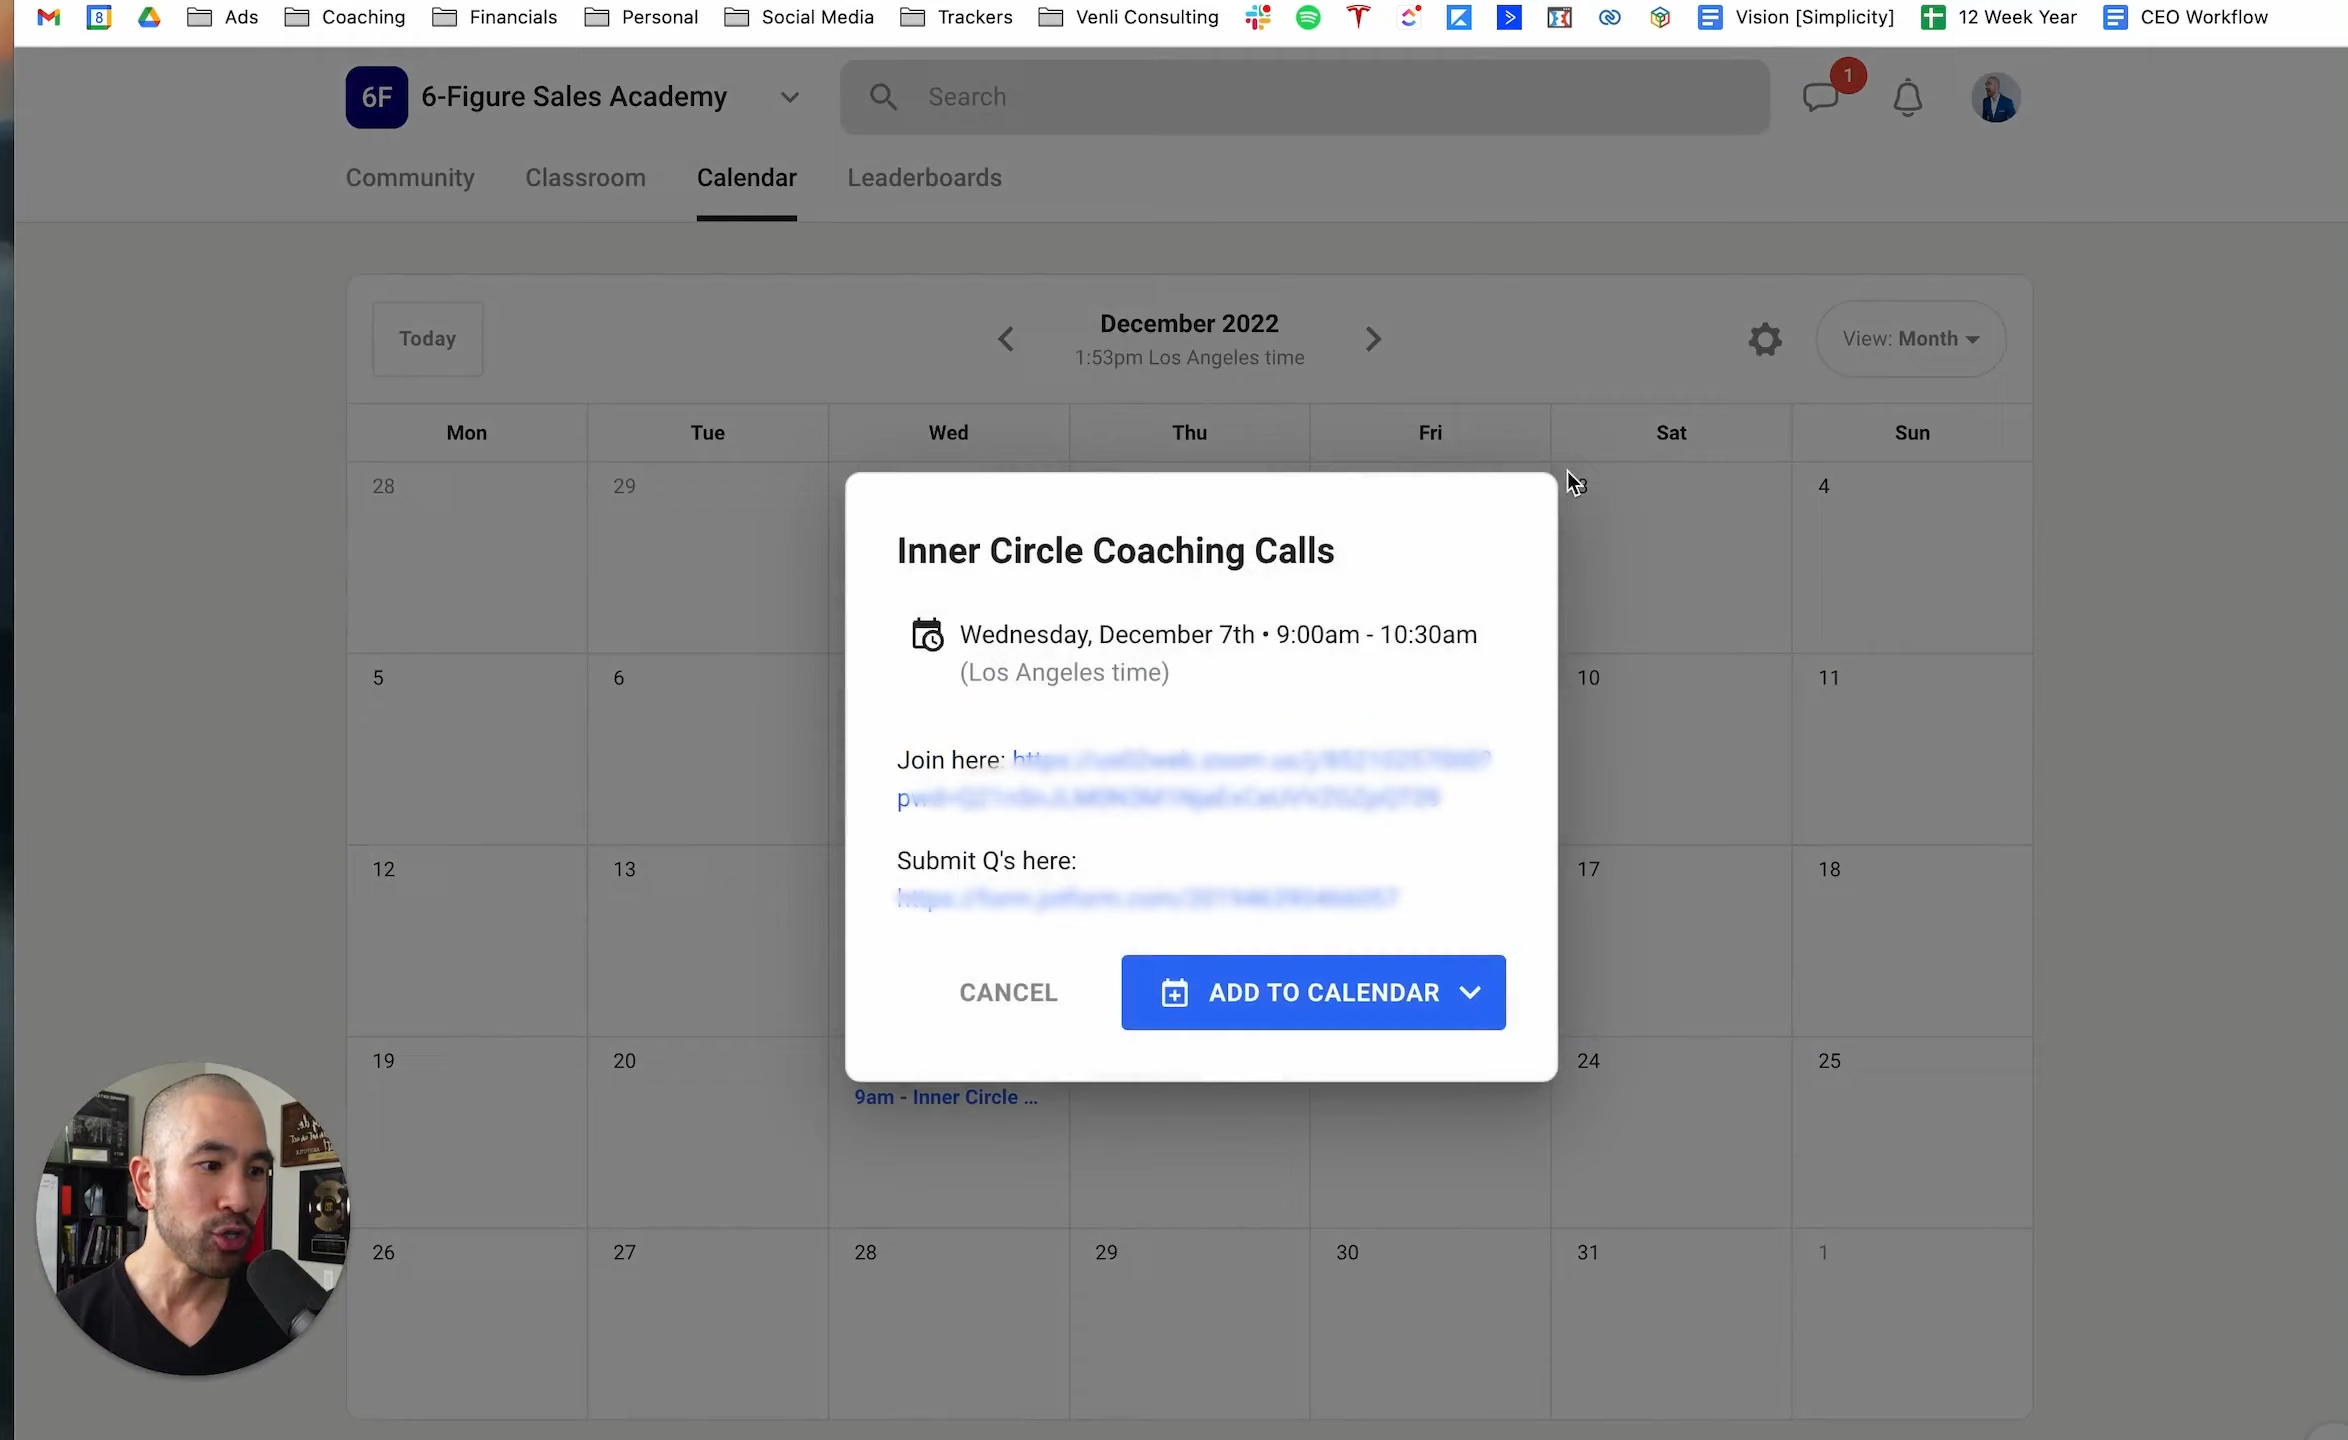 Ads
Coaching
Financials
Personal
Social Media
Trackers
Venli Consulting
Vision [Simplicity]
12 Week Year
CEO Workflow
6F
6-Figure Sales Academy
Search
1
Community
Classroom
Calendar
Leaderboards
Today
December 2022
1:53pm Los Angeles time
View: Month
Mon
Tue
Wed
Thu
Fri
Sat
Sun
28
29
3
4
Inner Circle Coaching Calls
Wednesday, December 7th • 9:00am - 10:30am
(Los Angeles time)
5
6
10
11
Join here:
Submit Q's here:
12
13
17
18
CANCEL
ADD TO CALENDAR
19
20
24
25
9am - Inner Circle ...
26
27
28
29
30
31
1